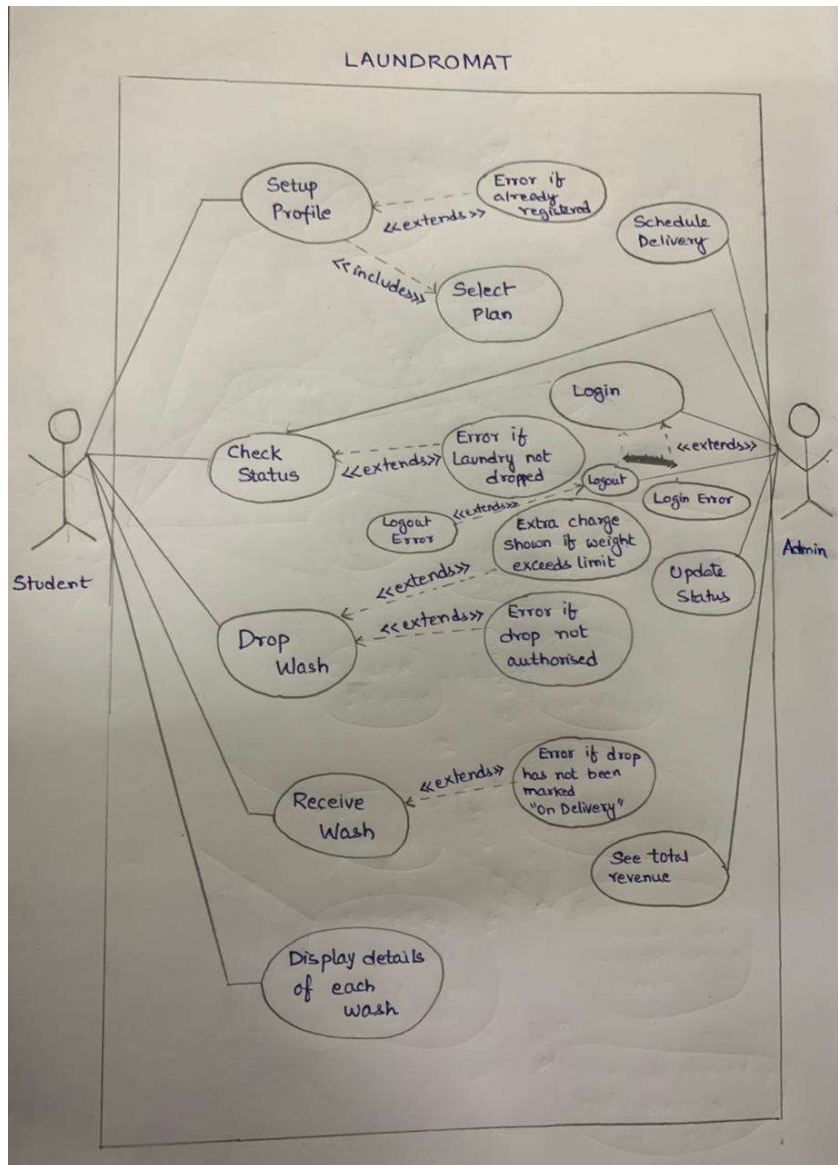 LAUNDROMAT
Setup
Profile
<<extends>>
Error if
already
registered
Schedule
Delivery
<<includes>>
Select
Plan
Login
Check
Status
<<extends>>
Error if
Laundry not
dropped
<<extends>>
Logout
Login Error
Logout
Error
<<extends>>
Extra charge
shown if weight
exceeds limit
Update
Status
Student
Admin
<<extends>>
Drop
Wash
<<extends>>
Error if
drop not
authorised
Receive
Wash
<<extends>>
Error if drop
has not been
marked
"On Delivery"
See total
revenue
Display details
of each
wash